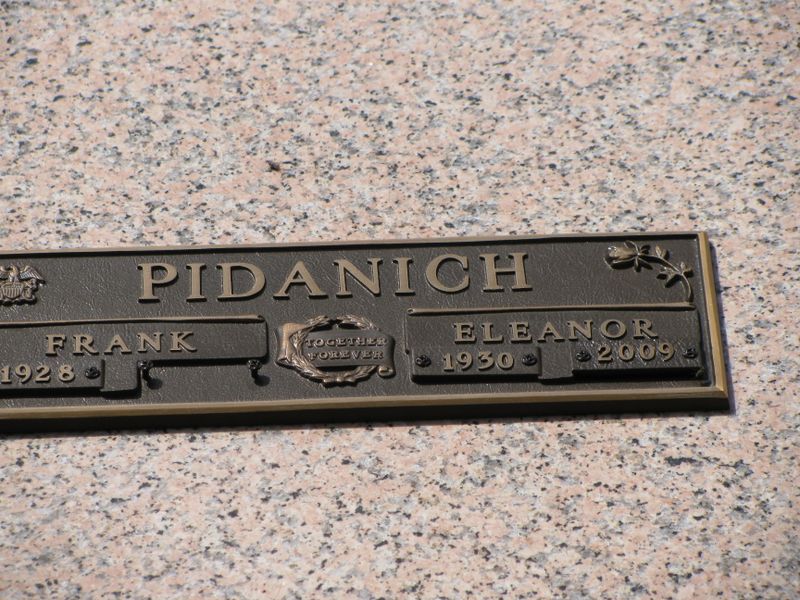 PIDANICH
FRANK
1928
TOGETHER
FOREVER
ELEANOR
1930 2009